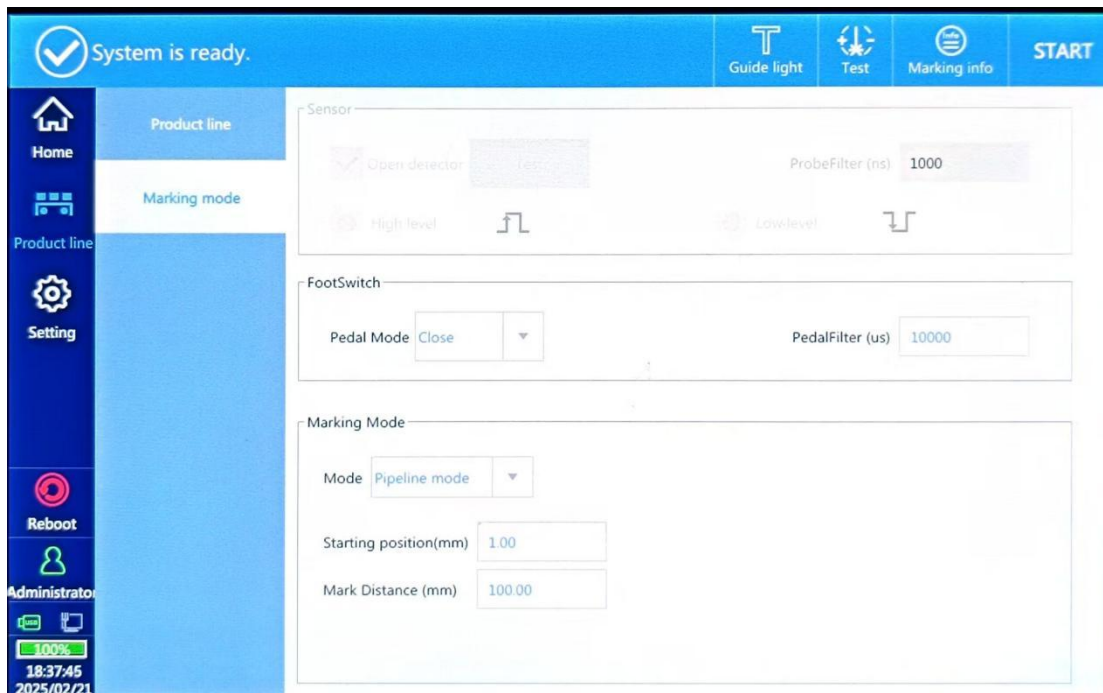 System is ready.
Guide light
Test
Info
Marking info
START
Home
Product line
Setting
Reboot
Administrator
USB
100%
18:37:45
2025/02/21
Product line
Marking mode
Sensor
Open detector
Test
ProbeFilter (ns) 1000
High level
Low-level
FootSwitch
Pedal Mode Close
PedalFilter (us) 10000
Marking Mode
Mode Pipeline mode
Starting position(mm) 1.00
Mark Distance (mm) 100.00